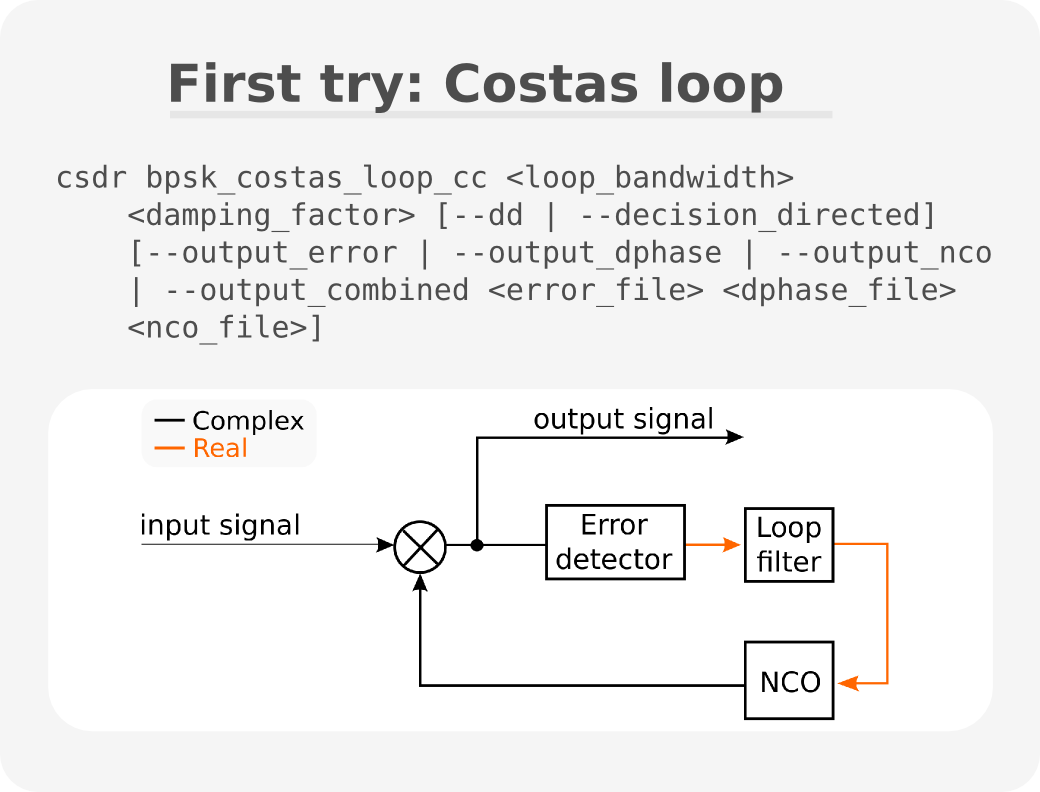 First try: Costas loop
csdr bpsk_costas_loop_cc <loop_bandwidth>
<damping_factor> [--dd | --decision_directed]
[--output_error | --output_dphase | --output_nco
| --output_combined <error_file> <dphase_file>
<nco_file>]
Complex
Real
output signal
input signal
Error
detector
Loop
filter
NCO